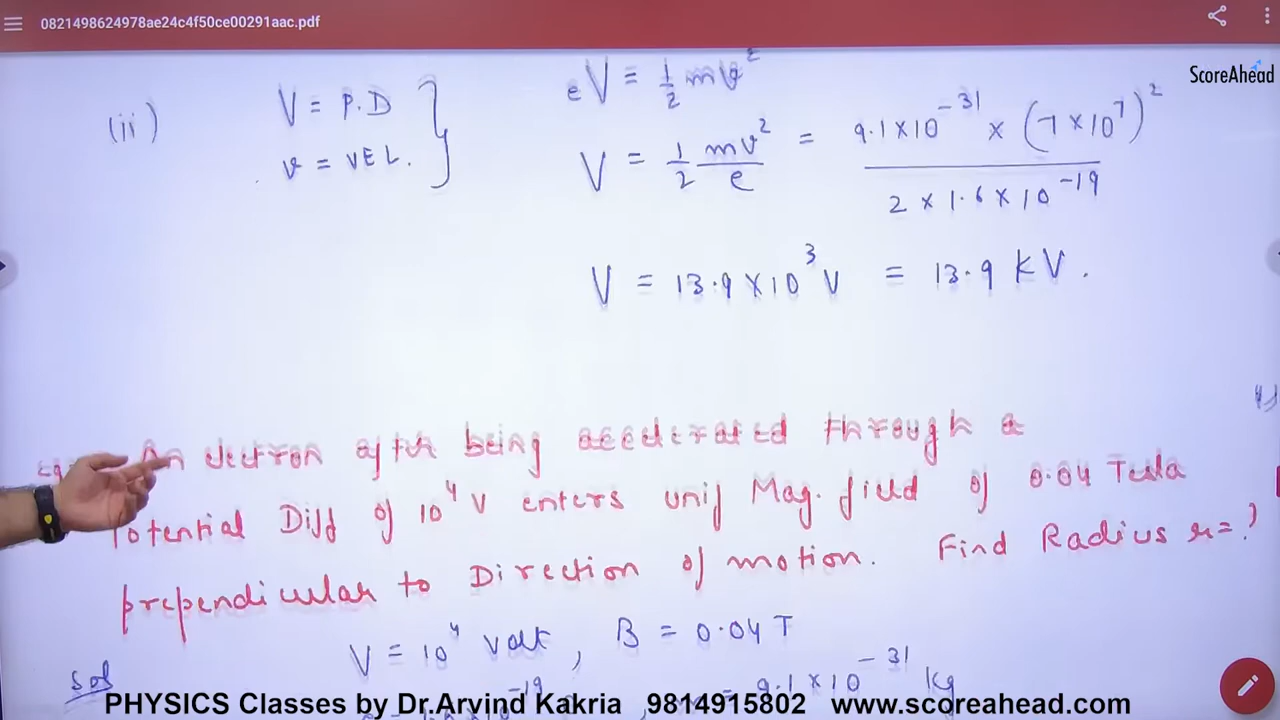 0821498624978ae24c4f50ce00291aac.pdf
ScoreAhead
eV = 1/2 mv²
(ii) V = P.D
v = VEL.
V = 1/2 mv²/e = 9.1×10⁻³¹ × (7×10⁷)² / 2×1.6×10⁻¹⁹
V = 13.9×10³ V = 13.9 KV.
eg An electron after being accelerated through a
Potential Diff of 10⁴ V enters unif Mag. field of 0.04 Tesla
prependicular to Direction of motion. Find Radius r=?
Sol V = 10⁴ Volt, B = 0.04 T
9.1×10⁻³¹ kg
PHYSICS Classes by Dr.Arvind Kakria 9814915802 www.scoreahead.com